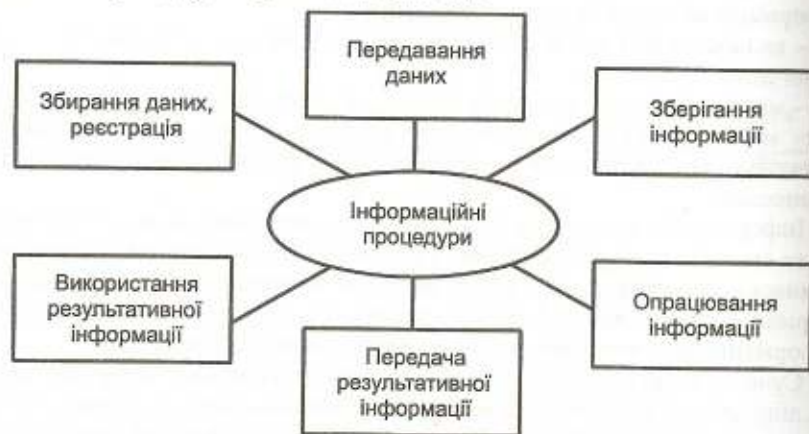 Передавання
даних
Збирання даних,
реєстрація
Зберігання
інформації
Інформаційні
процедури
Використання
результативної
інформації
Опрацювання
інформації
Передача
результативної
інформації